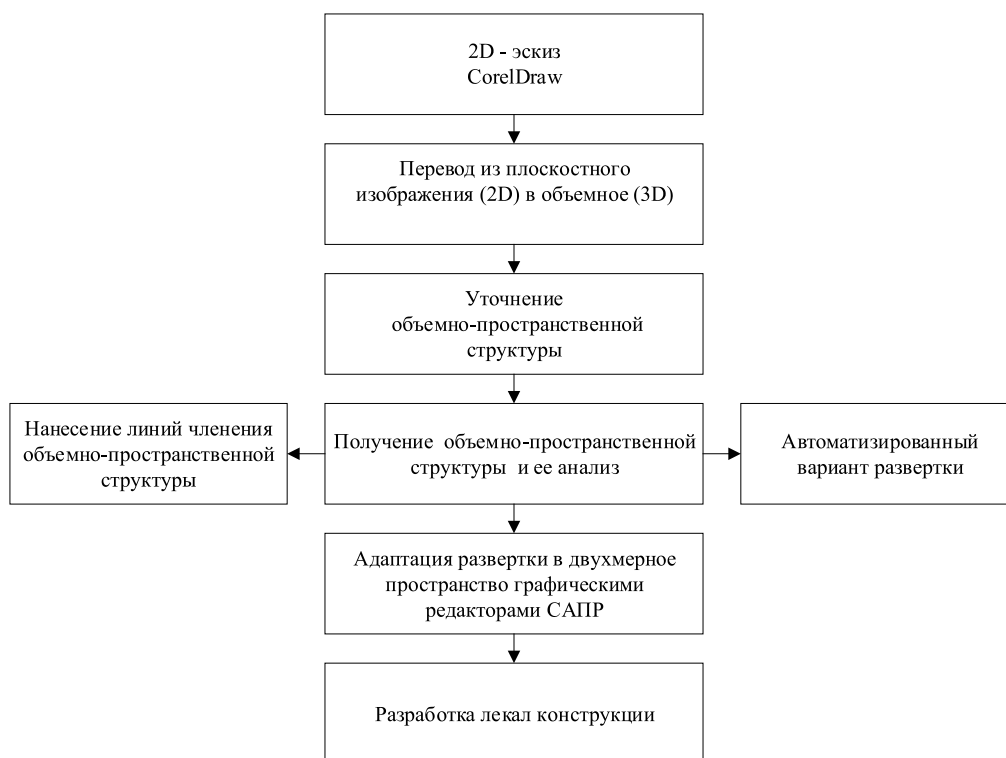 2D - эскиз
CorelDraw
Перевод из плоскостного
изображения (2D) в объемное (3D)
Уточнение
объемно-пространственной
структуры
Нанесение линий членения
объемно-пространственной
структуры
Получение объемно-пространственной
структуры и ее анализ
Автоматизированный
вариант развертки
Адаптация развертки в двухмерное
пространство графическими
редакторами САПР
Разработка лекал конструкции